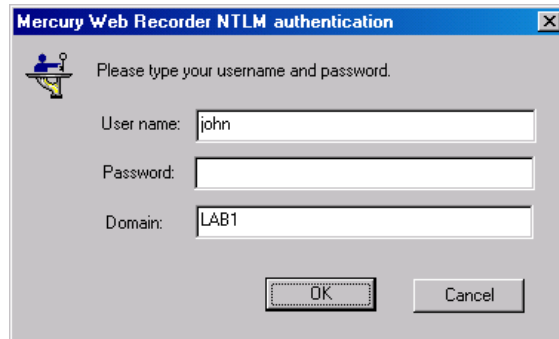 Mercury Web Recorder NTLM authentication
Please type your username and password.
User name: john
Password:
Domain: LAB1
OK Cancel